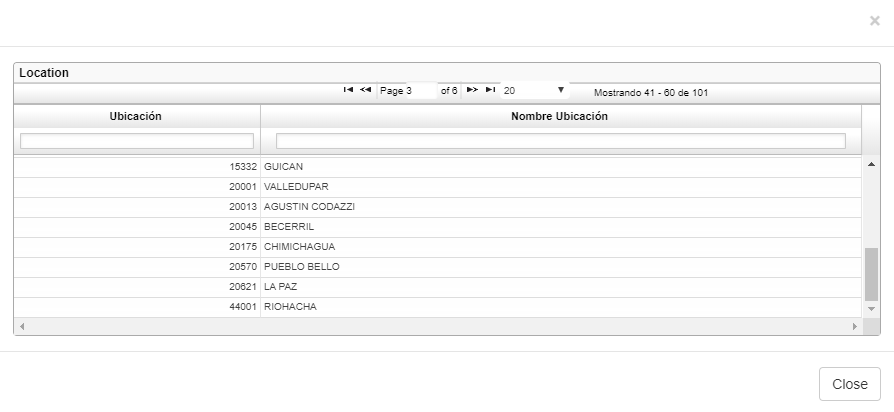 ×
Location
Page 3 of 6 20 Mostrando 41 - 60 de 101
Ubicación Nombre Ubicación
15332 GUICAN
20001 VALLEDUPAR
20013 AGUSTIN CODAZZI
20045 BECERRIL
20175 CHIMICHAGUA
20570 PUEBLO BELLO
20621 LA PAZ
44001 RIOHACHA
Close